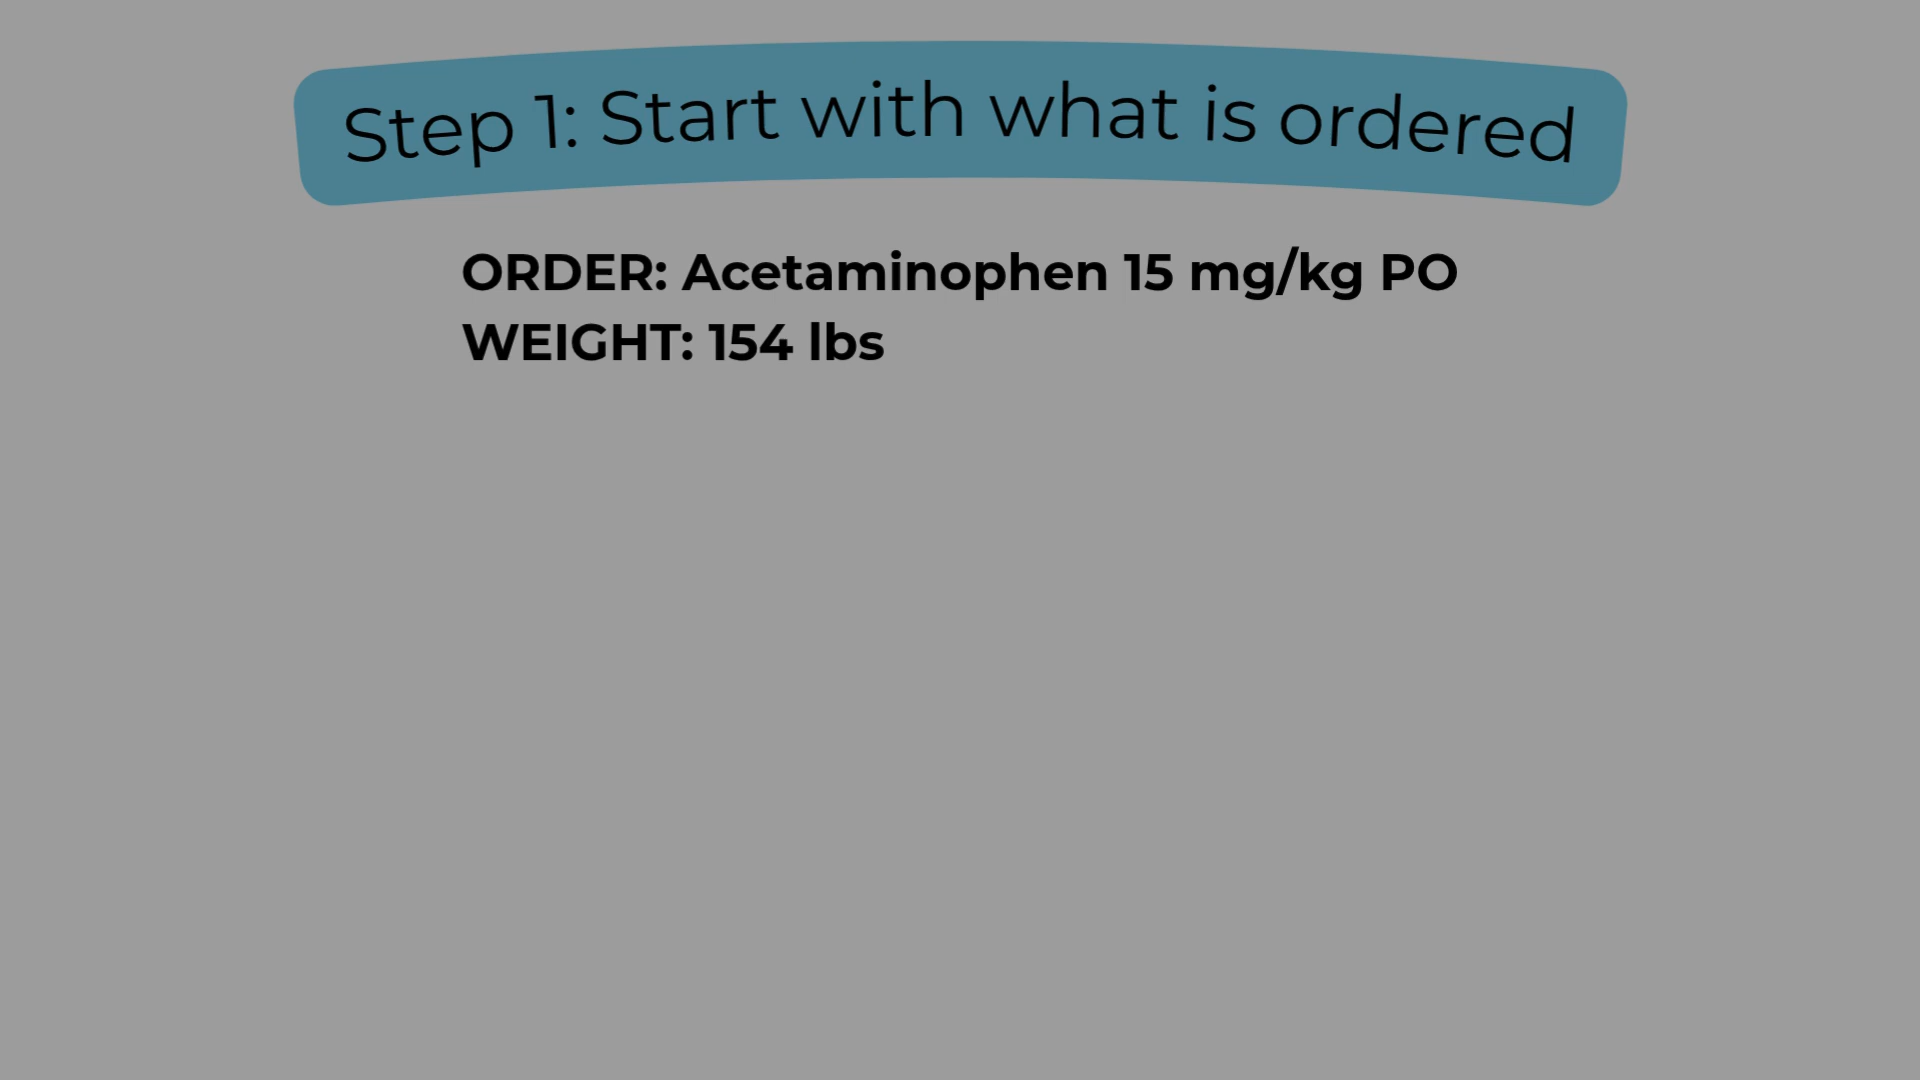 Step 1: Start with what is ordered
ORDER: Acetaminophen 15 mg/kg PO
WEIGHT: 154 lbs